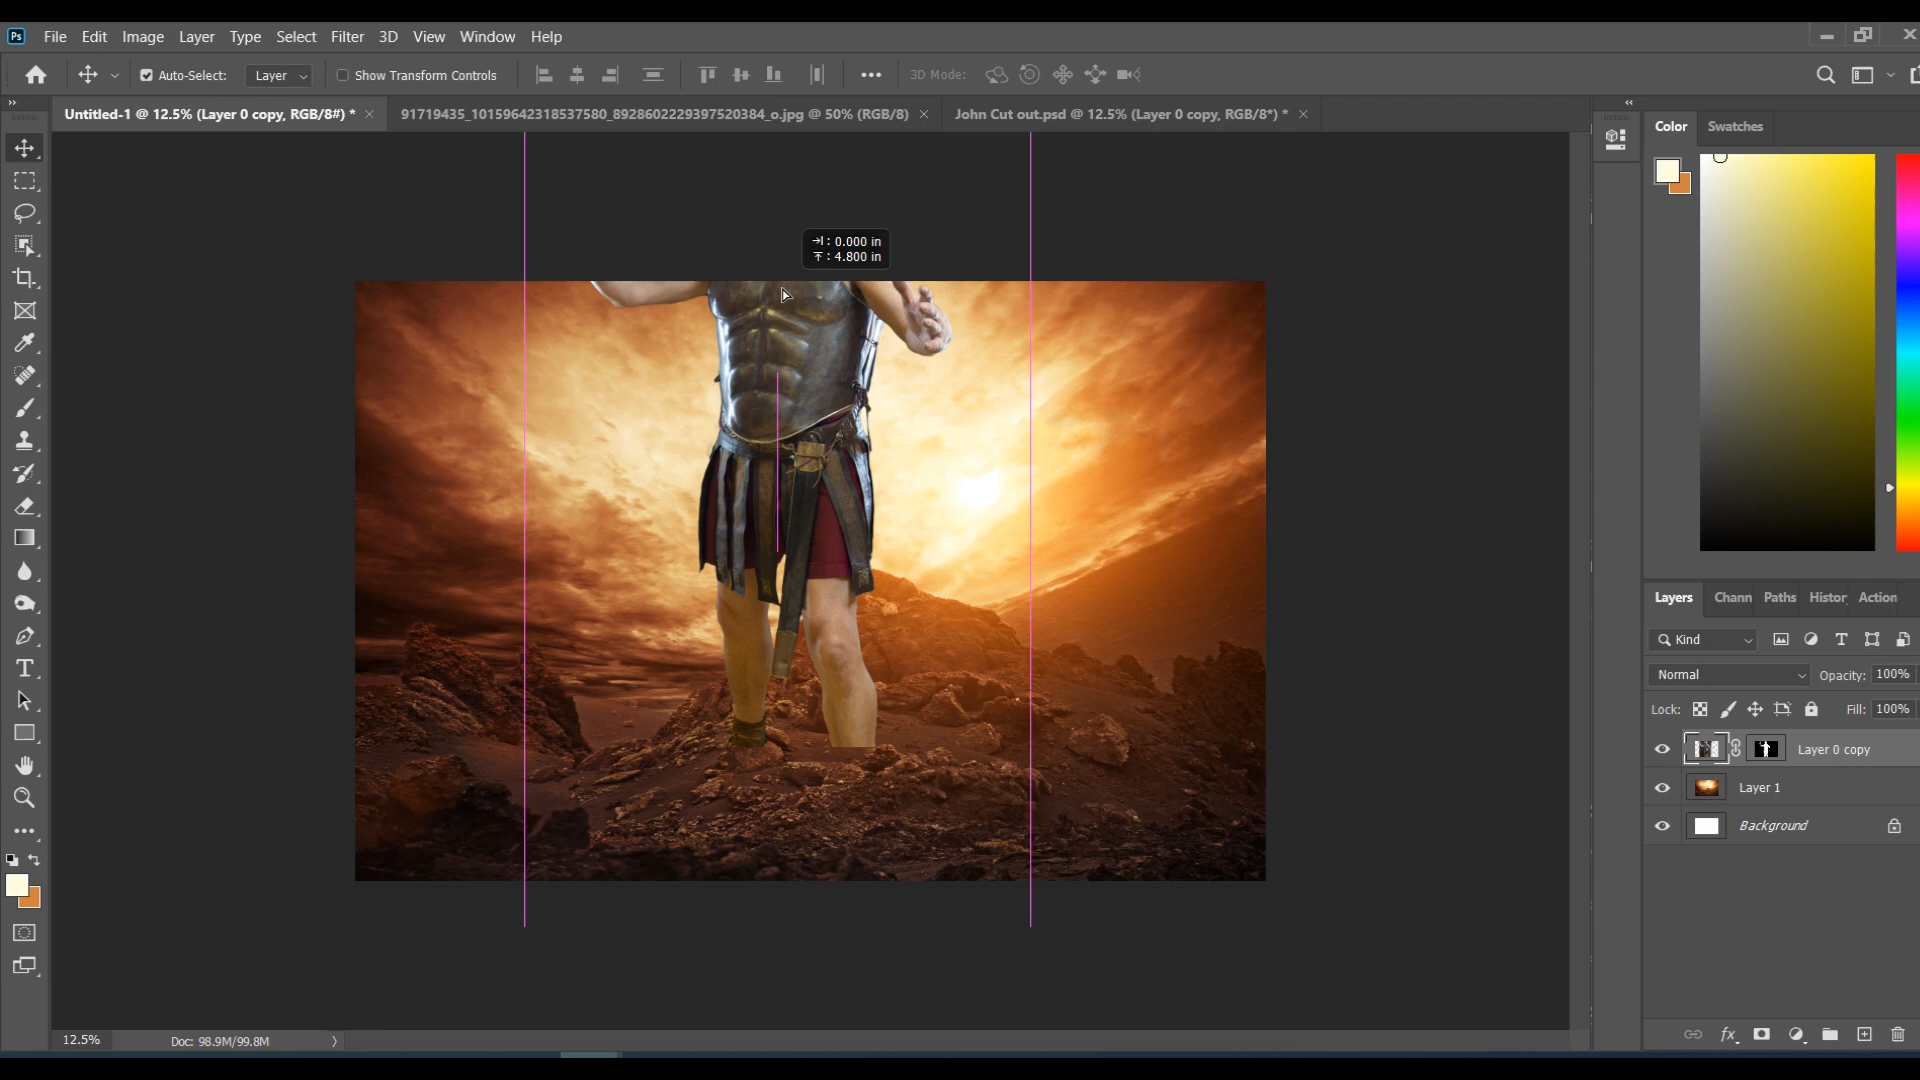 Ps File Edit Image Layer Type Select Filter 3D View Window Help
Auto-Select: Layer Show Transform Controls 3D Mode:
Untitled-1 @ 12.5% (Layer 0 copy, RGB/8#) * 91719435_10159642318537580_8928602229397520384_o.jpg @ 50% (RGB/8) John Cut out.psd @ 12.5% (Layer 0 copy, RGB/8*) *
Color Swatches
: 0.000 in
: 4.800 in
Layers Chann Paths Histor Action
Kind
Normal Opacity: 100%
Lock: Fill: 100%
Layer 0 copy
Layer 1
Background
fx
12.5% Doc: 98.9M/99.8M